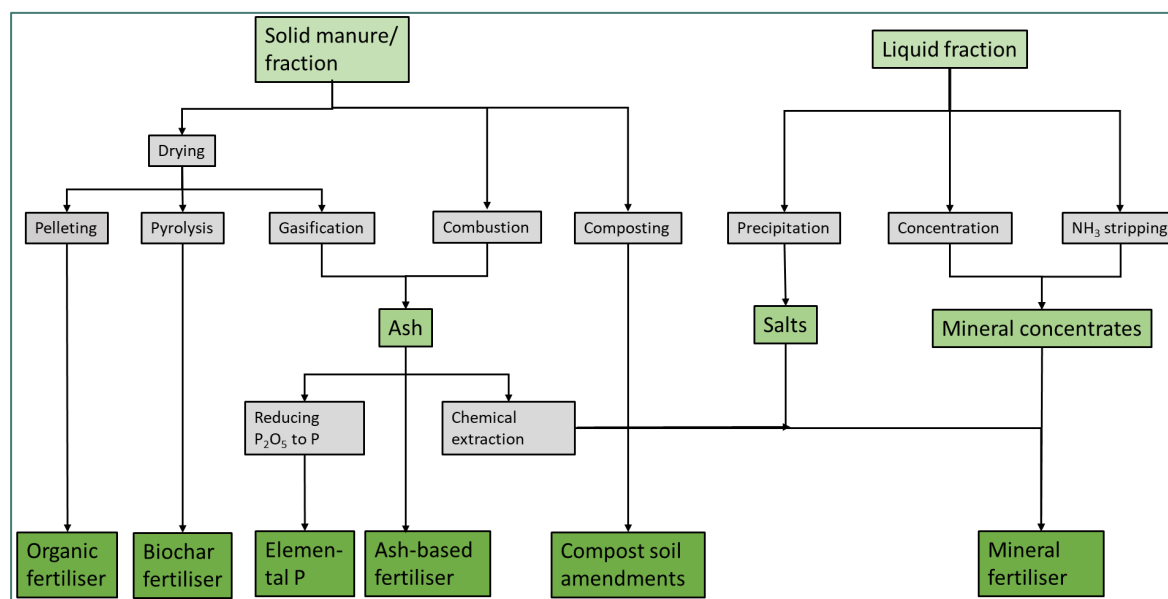 Solid manure/
fraction
Liquid fraction
Drying
Pelleting
Pyrolysis
Gasification
Combustion
Composting
Precipitation
Concentration
NH₃ stripping
Ash
Salts
Mineral concentrates
Reducing
P₂O₅ to P
Chemical
extraction
Organic
fertiliser
Biochar
fertiliser
Elemen-
tal P
Ash-based
fertiliser
Compost soil
amendments
Mineral
fertiliser